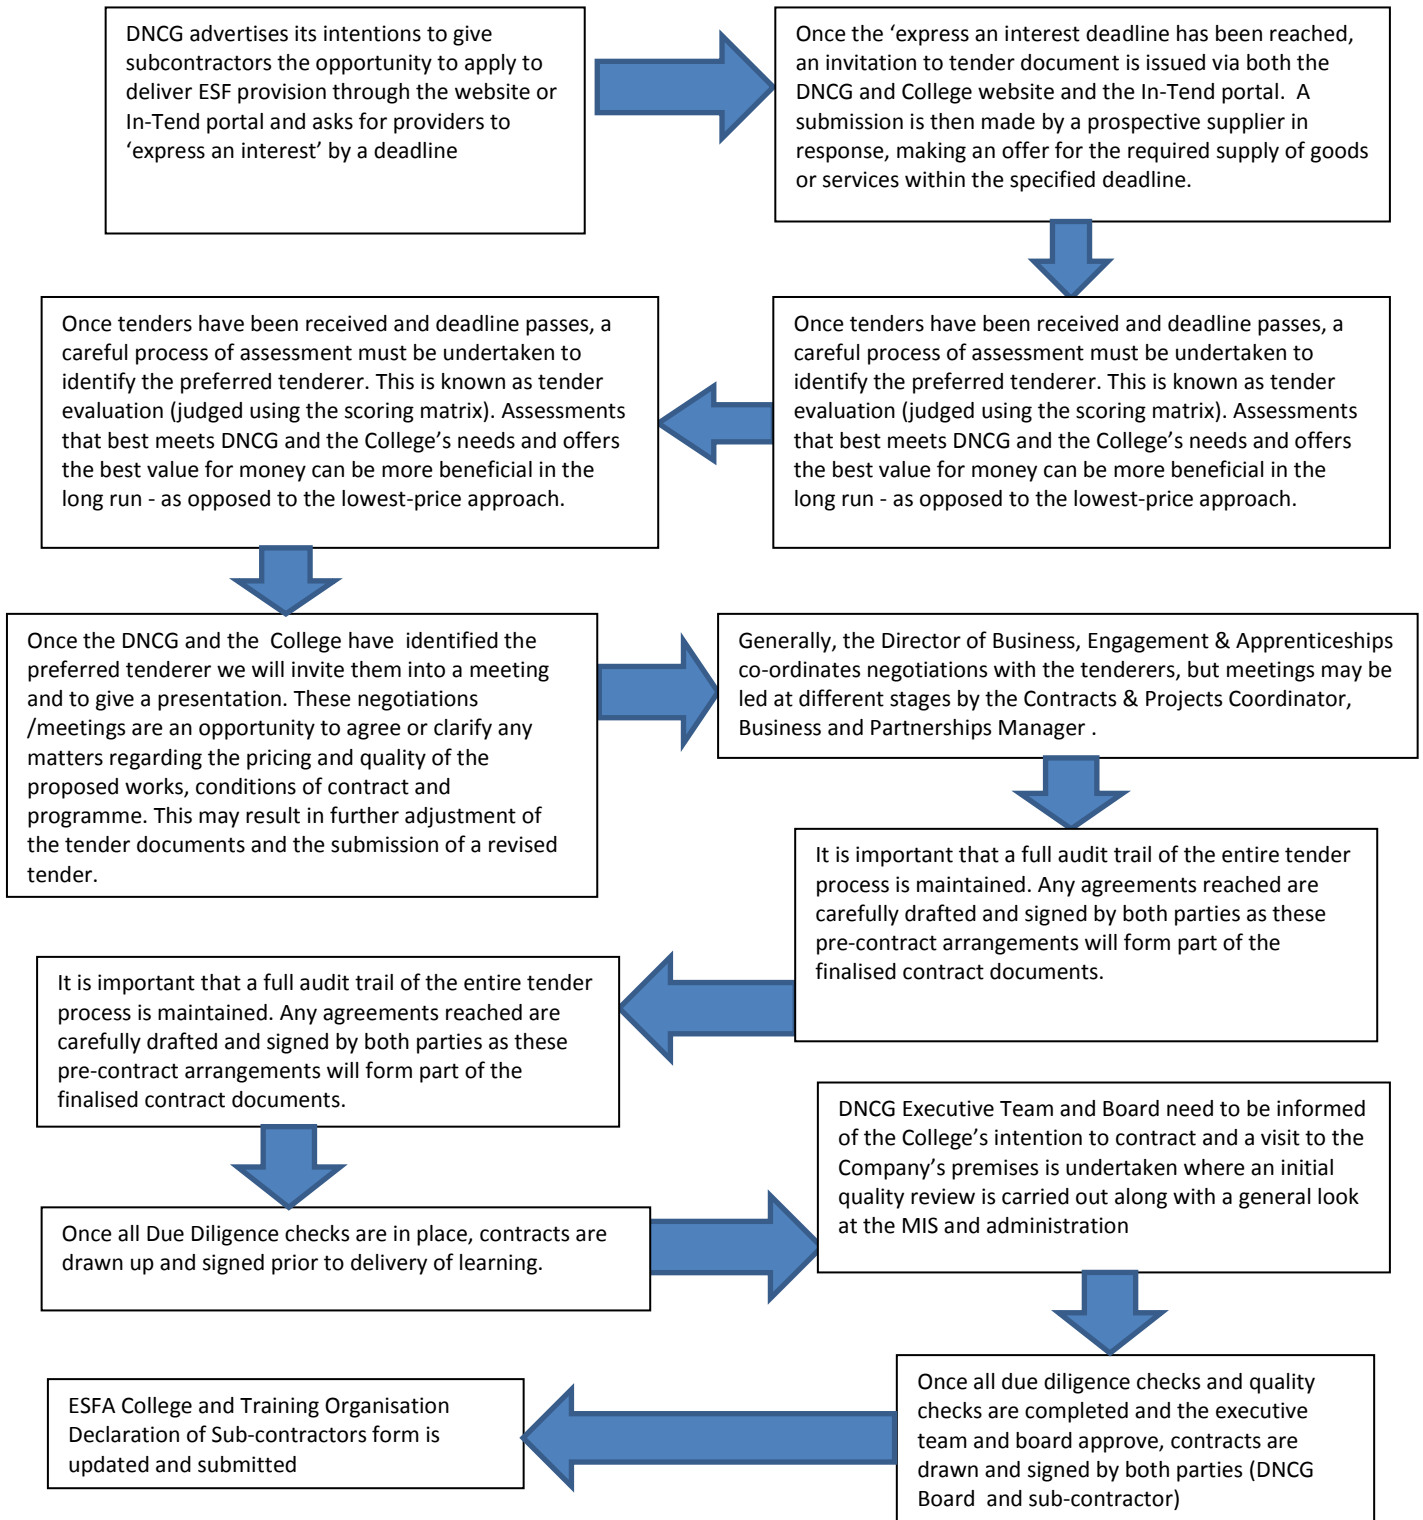 DNCG advertises its intentions to give
subcontractors the opportunity to apply to
deliver ESF provision through the website or
In-Tend portal and asks for providers to
‘express an interest’ by a deadline
Once the ‘express an interest deadline has been reached,
an invitation to tender document is issued via both the
DNCG and College website and the In-Tend portal.  A
submission is then made by a prospective supplier in
response, making an offer for the required supply of goods
or services within the specified deadline.
Once tenders have been received and deadline passes, a
careful process of assessment must be undertaken to
identify the preferred tenderer. This is known as tender
evaluation (judged using the scoring matrix). Assessments
that best meets DNCG and the College’s needs and offers
the best value for money can be more beneficial in the
long run - as opposed to the lowest-price approach.
Once tenders have been received and deadline passes, a
careful process of assessment must be undertaken to
identify the preferred tenderer. This is known as tender
evaluation (judged using the scoring matrix). Assessments
that best meets DNCG and the College’s needs and offers
the best value for money can be more beneficial in the
long run - as opposed to the lowest-price approach.
Once the DNCG and the  College have  identified the
preferred tenderer we will invite them into a meeting
and to give a presentation. These negotiations
/meetings are an opportunity to agree or clarify any
matters regarding the pricing and quality of the
proposed works, conditions of contract and
programme. This may result in further adjustment of
the tender documents and the submission of a revised
tender.
Generally, the Director of Business, Engagement & Apprenticeships
co-ordinates negotiations with the tenderers, but meetings may be
led at different stages by the Contracts & Projects Coordinator,
Business and Partnerships Manager .
It is important that a full audit trail of the entire tender
process is maintained. Any agreements reached are
carefully drafted and signed by both parties as these
pre-contract arrangements will form part of the
finalised contract documents.
It is important that a full audit trail of the entire tender
process is maintained. Any agreements reached are
carefully drafted and signed by both parties as these
pre-contract arrangements will form part of the
finalised contract documents.
Once all Due Diligence checks are in place, contracts are
drawn up and signed prior to delivery of learning.
DNCG Executive Team and Board need to be informed
of the College’s intention to contract and a visit to the
Company’s premises is undertaken where an initial
quality review is carried out along with a general look
at the MIS and administration
Once all due diligence checks and quality
checks are completed and the executive
team and board approve, contracts are
drawn and signed by both parties (DNCG
Board  and sub-contractor)
ESFA College and Training Organisation
Declaration of Sub-contractors form is
updated and submitted